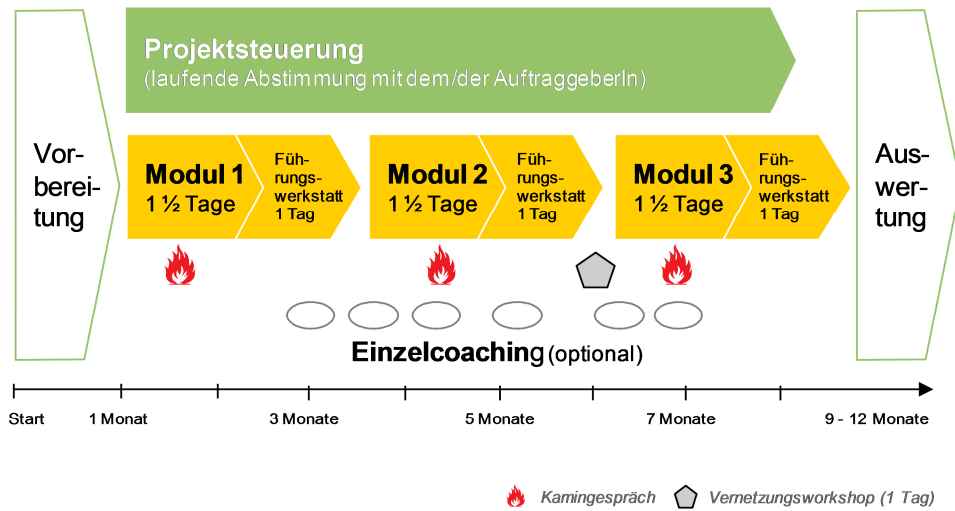 Projektsteuerung
(laufende Abstimmung mit dem/der AuftraggeberIn)
Vor-
berei-
tung
Modul 1
1 ½ Tage
Füh-
rungs-
werkstatt
1 Tag
Modul 2
1 ½ Tage
Füh-
rungs-
werkstatt
1 Tag
Modul 3
1 ½ Tage
Füh-
rungs-
werkstatt
1 Tag
Aus-
wer-
tung
Einzelcoaching (optional)
Start
1 Monat
3 Monate
5 Monate
7 Monate
9 - 12 Monate
Kamingespräch
Vernetzungsworkshop (1 Tag)